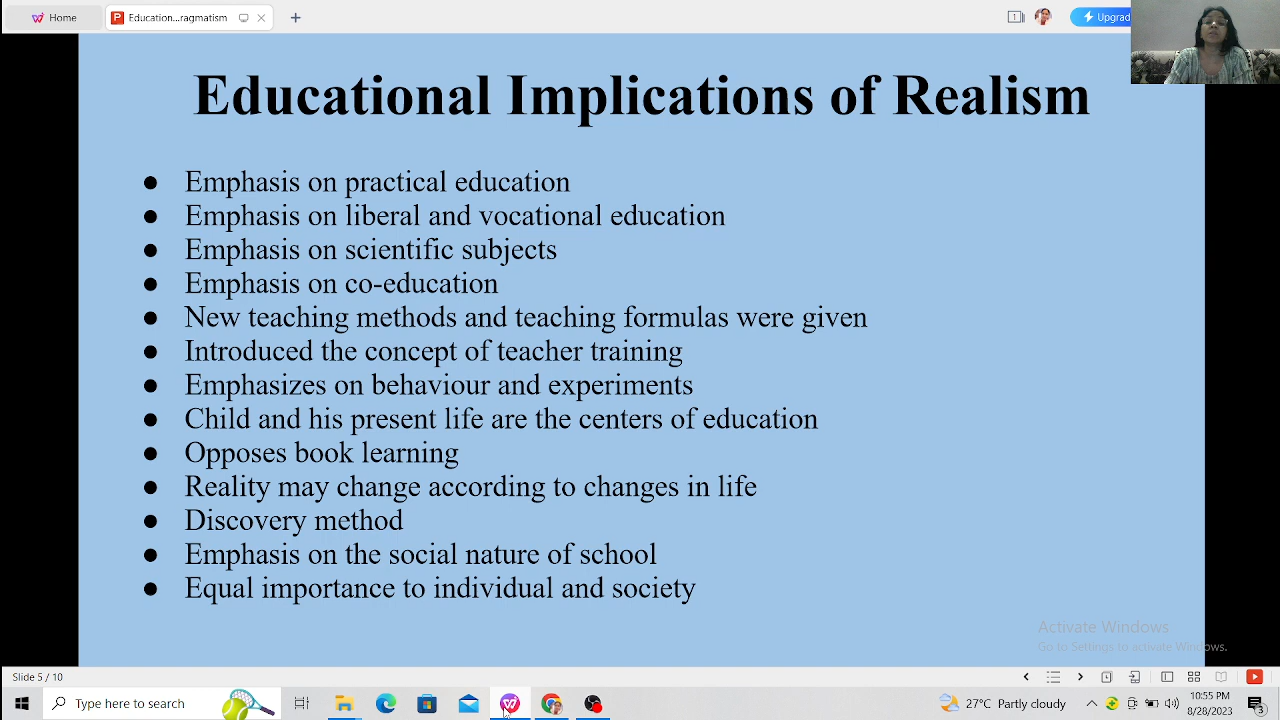 Home
Education...ragmatism
1
Upgrad
Educational Implications of Realism
● Emphasis on practical education
● Emphasis on liberal and vocational education
● Emphasis on scientific subjects
● Emphasis on co-education
● New teaching methods and teaching formulas were given
● Introduced the concept of teacher training
● Emphasizes on behaviour and experiments
● Child and his present life are the centers of education
● Opposes book learning
● Reality may change according to changes in life
● Discovery method
● Emphasis on the social nature of school
● Equal importance to individual and society
Activate Windows
Go to Settings to activate Windows.
Slide 5 / 10
Type here to search
27°C Partly cloudy
10:55 PM
8/28/2023
3